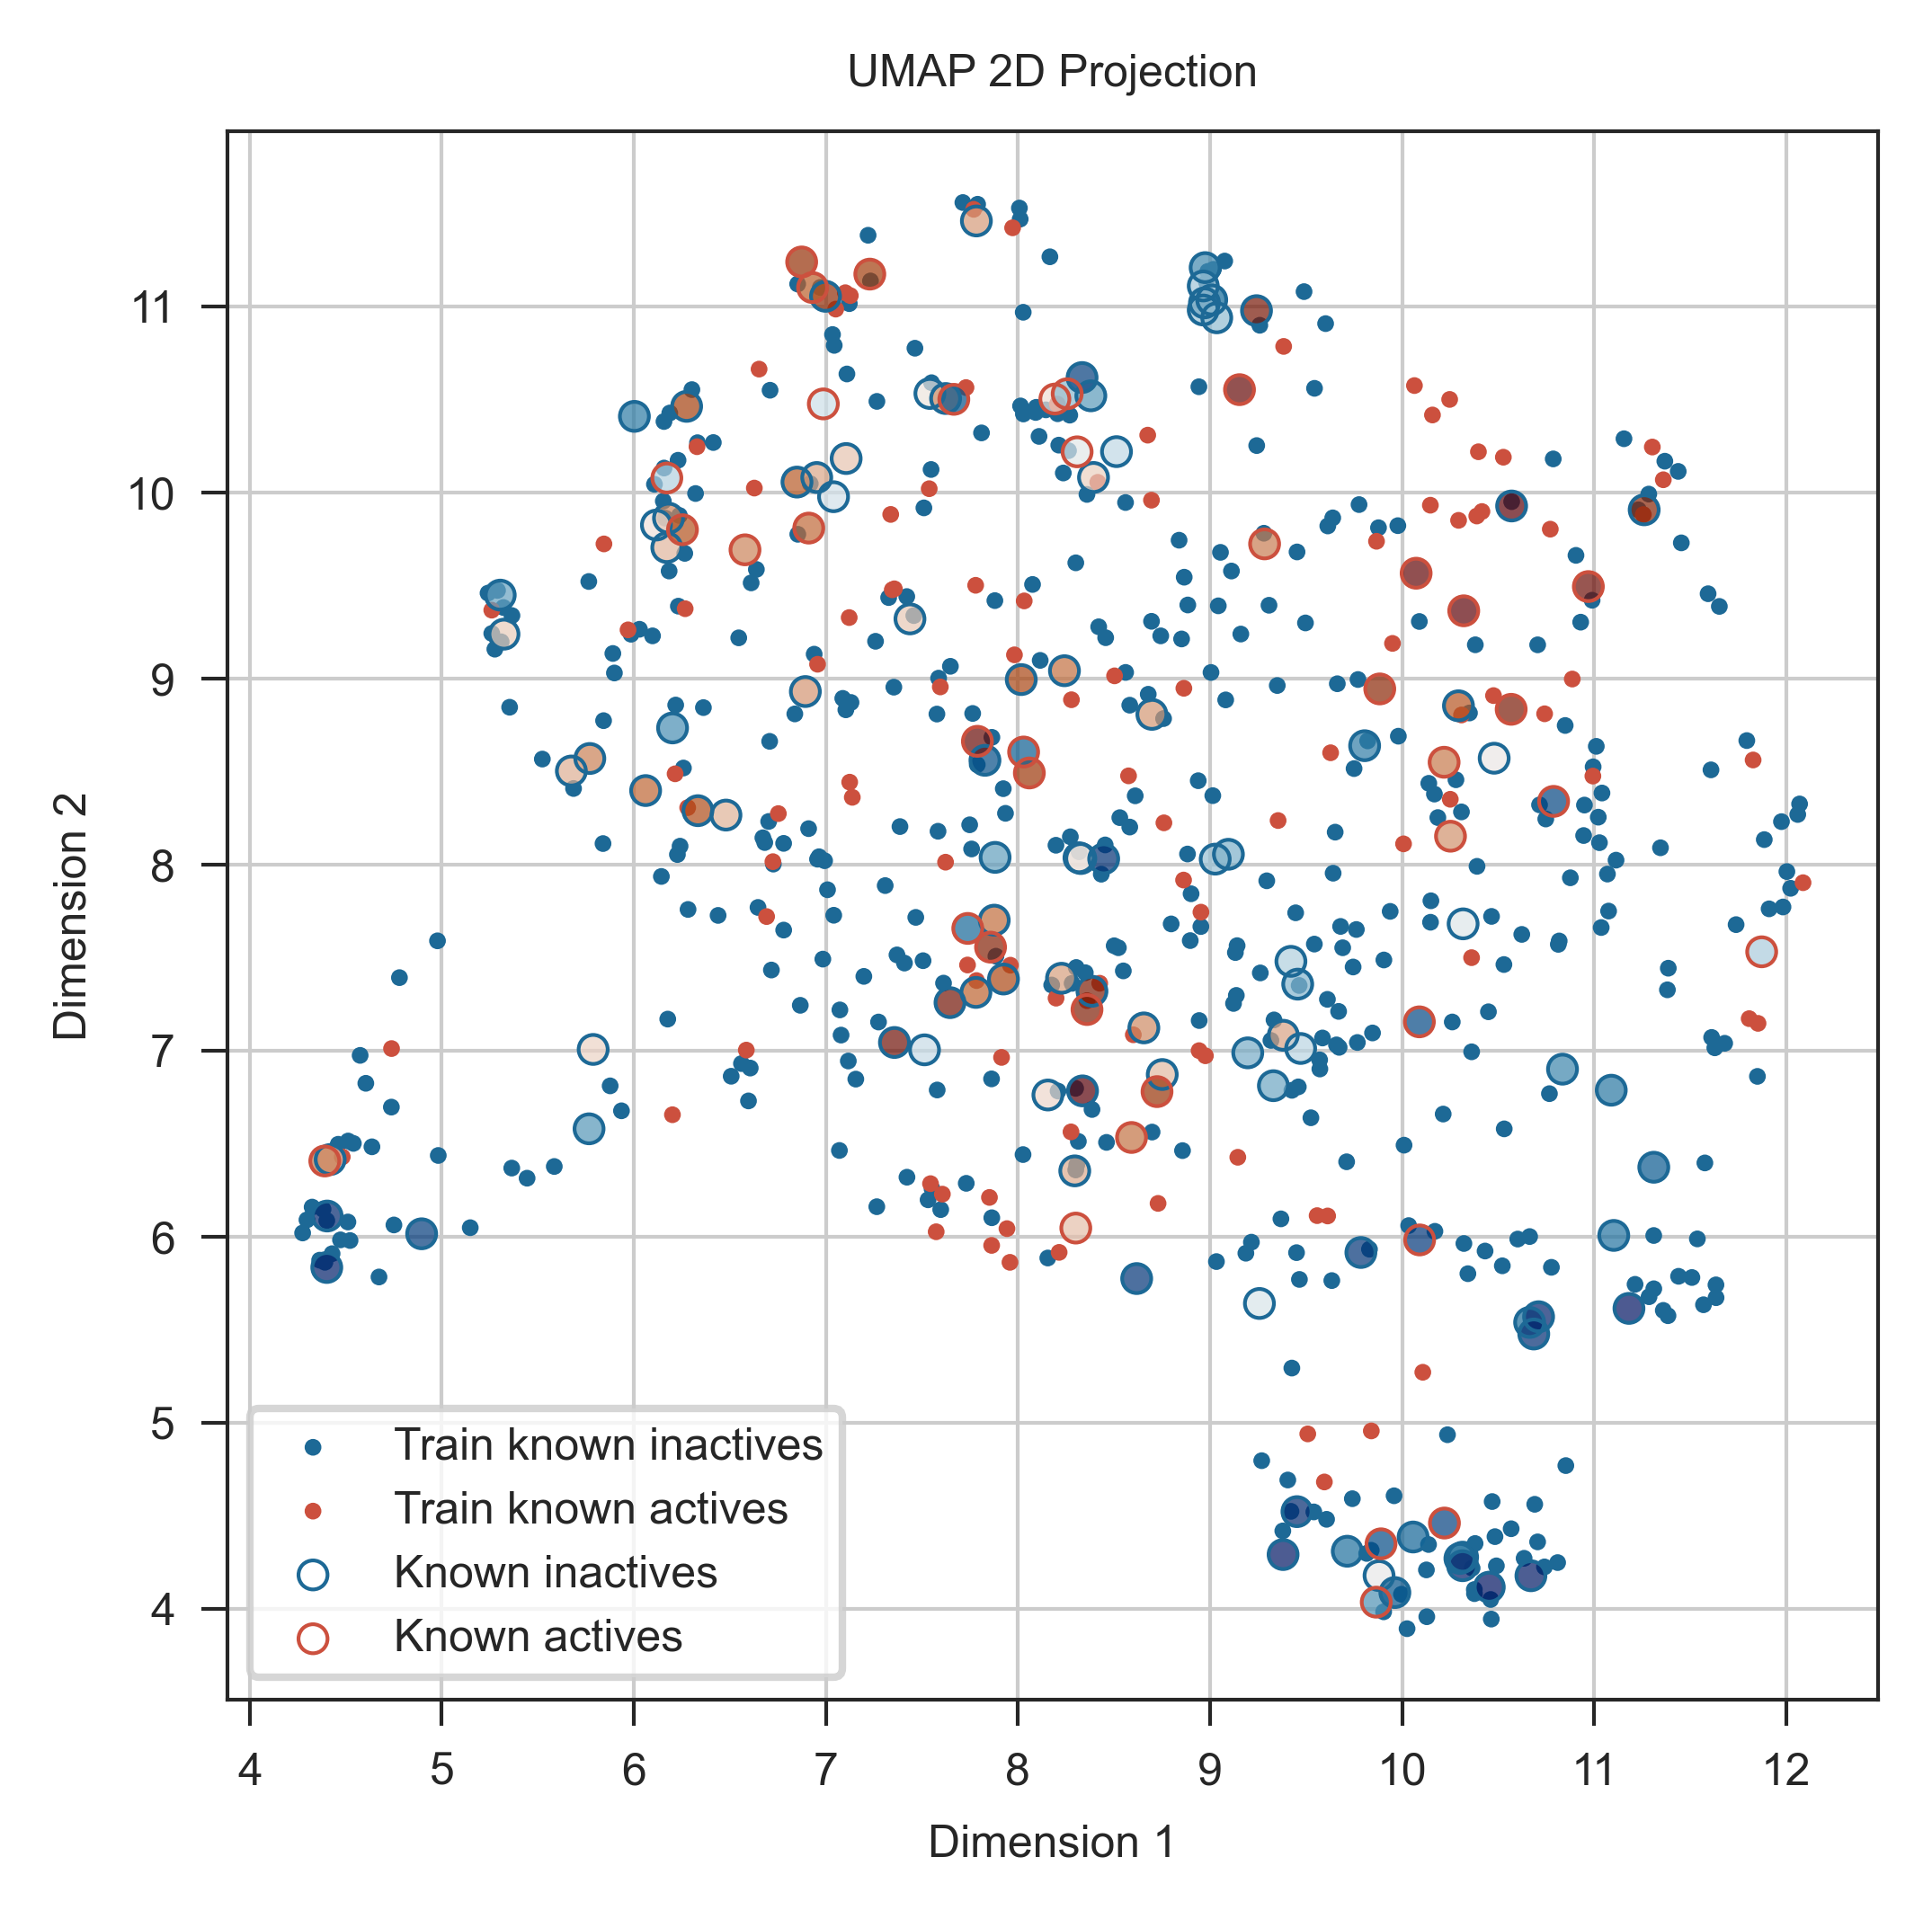 UMAP 2D Projection
Dimension 2
11
10
9
8
7
6
5
4
Train known inactives
Train known actives
Known inactives
Known actives
4 5 6 7 8 9 10 11 12
Dimension 1